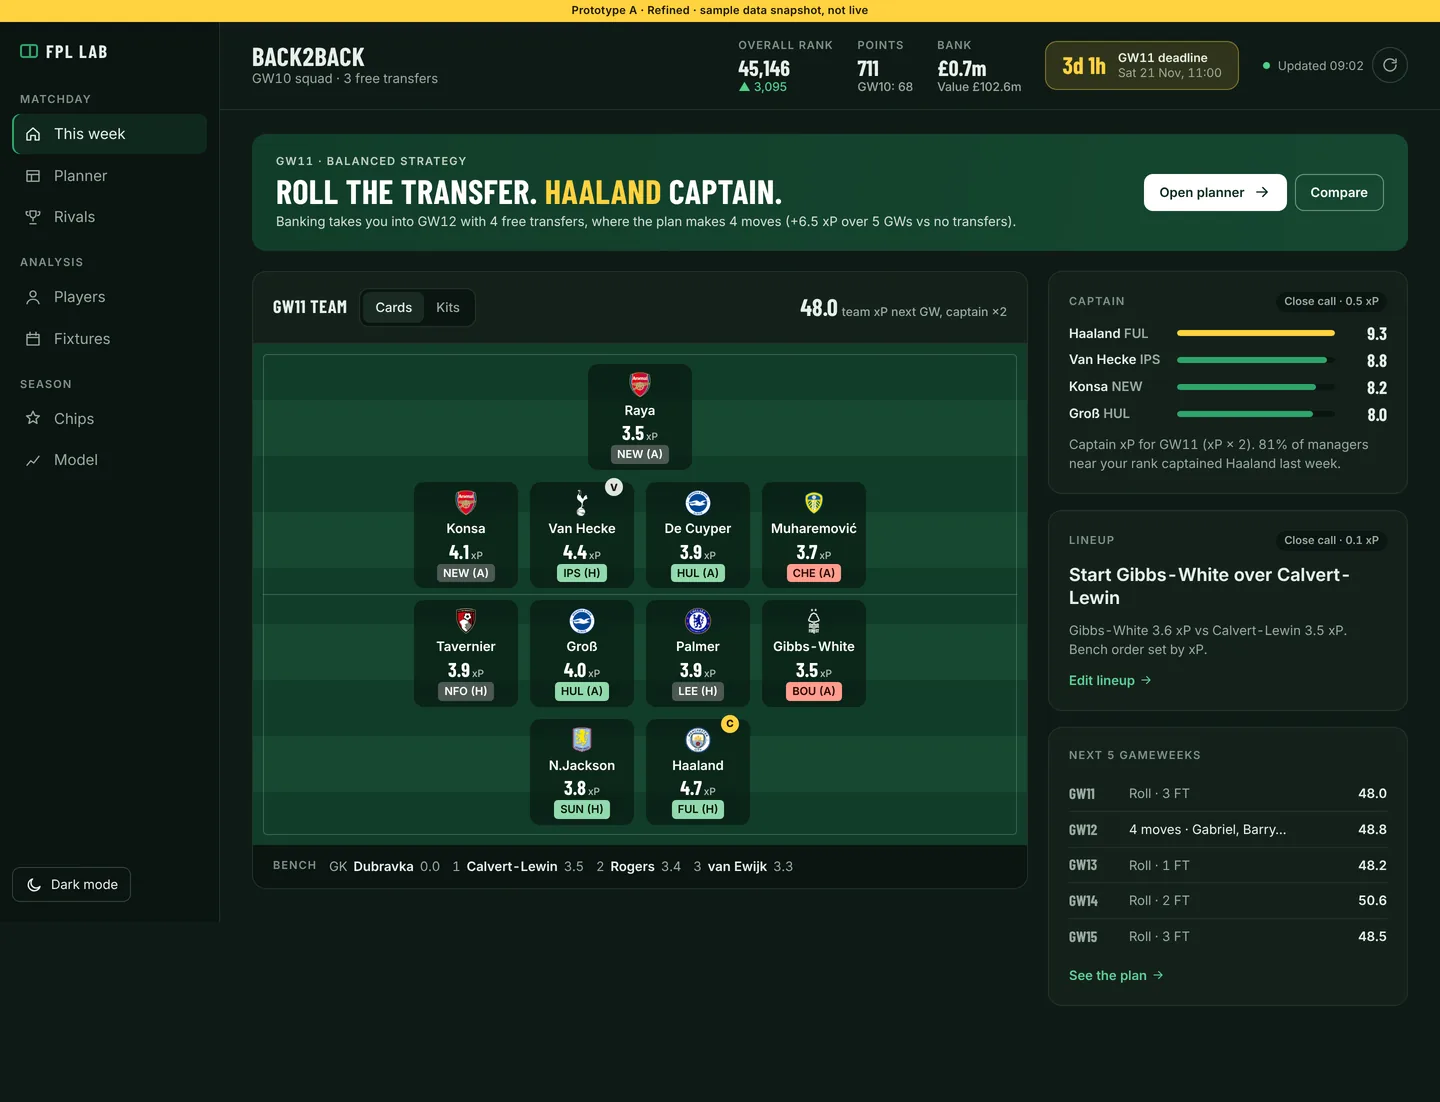 Prototype A · Refined · sample data snapshot, not live
FPL LAB
MATCHDAY
This week
Planner
Rivals
ANALYSIS
Players
Fixtures
SEASON
Chips
Model
Dark mode
BACK2BACK
GW10 squad · 3 free transfers
OVERALL RANK
45,146
▲ 3,095
POINTS
711
GW10: 68
BANK
£0.7m
Value £102.6m
3d 1h
GW11 deadline
Sat 21 Nov, 11:00
Updated 09:02
GW11 · BALANCED STRATEGY
ROLL THE TRANSFER. HAALAND CAPTAIN.
Banking takes you into GW12 with 4 free transfers, where the plan makes 4 moves (+6.5 xP over 5 GWs vs no transfers).
Open planner →
Compare
GW11 TEAM
Cards
Kits
48.0 team xP next GW, captain ×2
Raya
3.5 xP
NEW (A)
Konsa
4.1 xP
NEW (A)
V
Van Hecke
4.4 xP
IPS (H)
De Cuyper
3.9 xP
HUL (A)
Muharemović
3.7 xP
CHE (A)
Tavernier
3.9 xP
NFO (H)
Groß
4.0 xP
HUL (A)
Palmer
3.9 xP
LEE (H)
Gibbs-White
3.5 xP
BOU (A)
N.Jackson
3.8 xP
SUN (H)
C
Haaland
4.7 xP
FUL (H)
BENCH GK Dubravka 0.0 1 Calvert-Lewin 3.5 2 Rogers 3.4 3 van Ewijk 3.3
CAPTAIN
Close call · 0.5 xP
Haaland FUL 9.3
Van Hecke IPS 8.8
Konsa NEW 8.2
Groß HUL 8.0
Captain xP for GW11 (xP × 2). 81% of managers
near your rank captained Haaland last week.
LINEUP
Close call · 0.1 xP
Start Gibbs-White over Calvert-
Lewin
Gibbs-White 3.6 xP vs Calvert-Lewin 3.5 xP.
Bench order set by xP.
Edit lineup →
NEXT 5 GAMEWEEKS
GW11 Roll · 3 FT 48.0
GW12 4 moves · Gabriel, Barry... 48.8
GW13 Roll · 1 FT 48.2
GW14 Roll · 2 FT 50.6
GW15 Roll · 3 FT 48.5
See the plan →